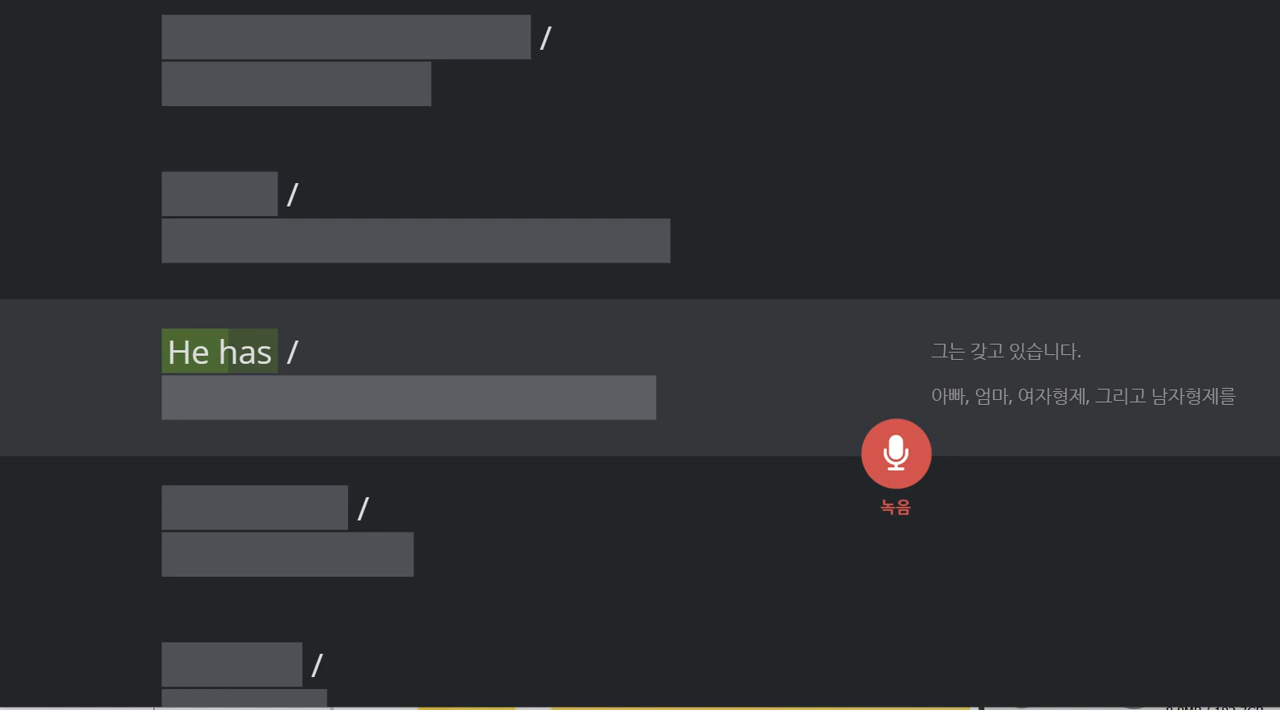 /
/
He has /
그는 갖고 있습니다.
아빠, 엄마, 여자형제, 그리고 남자형제를
녹음
/
/